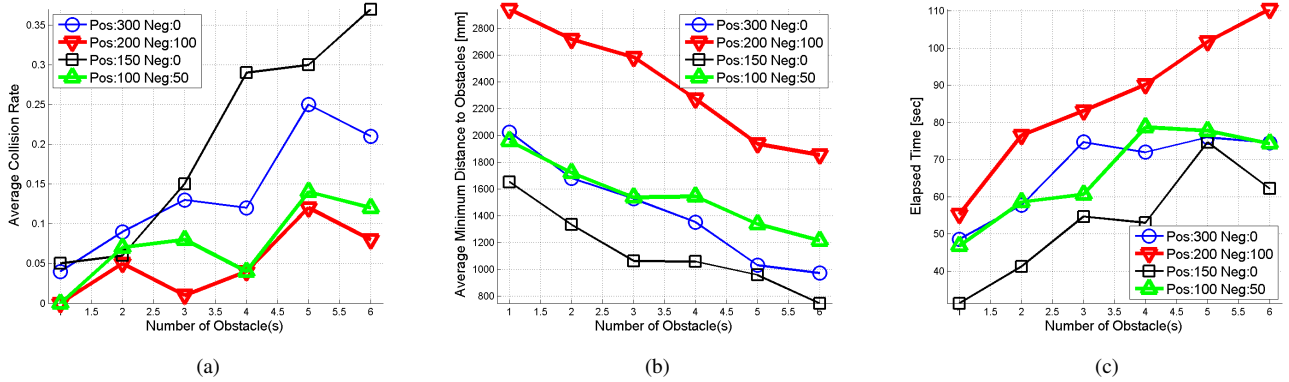 0.35
0.3
0.25
0.2
0.15
0.1
0.05
0
Average Collision Rate
Pos:300 Neg:0
Pos:200 Neg:100
Pos:150 Neg:0
Pos:100 Neg:50
1 1.5 2 2.5 3 3.5 4 4.5 5 5.5 6
Number of Obstacle(s)
(a)
2800
2600
2400
2200
2000
1800
1600
1400
1200
1000
800
Average Minimum Distance to Obstacles [mm]
Pos:300 Neg:0
Pos:200 Neg:100
Pos:150 Neg:0
Pos:100 Neg:50
1 1.5 2 2.5 3 3.5 4 4.5 5 5.5 6
Number of Obstacle(s)
(b)
110
100
90
80
70
60
50
40
Elapsed Time [sec]
Pos:300 Neg:0
Pos:200 Neg:100
Pos:150 Neg:0
Pos:100 Neg:50
1 1.5 2 2.5 3 3.5 4 4.5 5 5.5 6
Number of Obstacle(s)
(c)